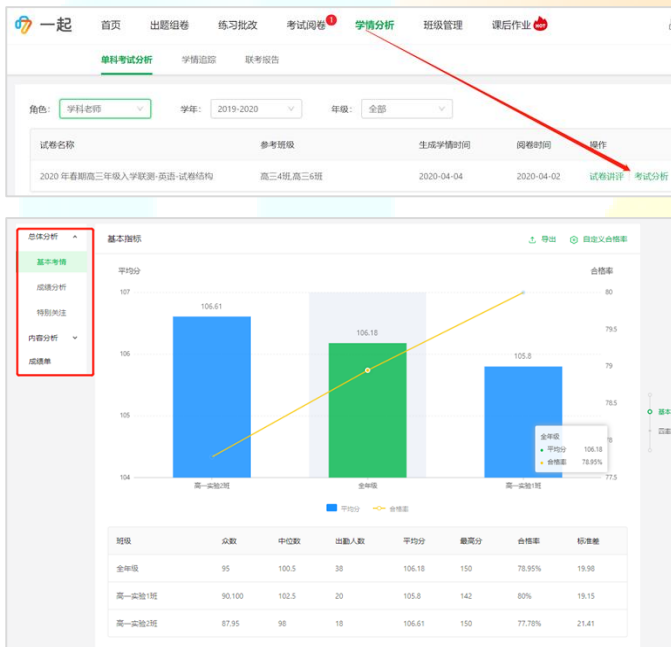 一起 首页 出题组卷 练习批改 考试阅卷 1 学情分析 班级管理 课后作业 HOT
单科考试分析 学情追踪 联考报告
角色： 学科老师 学年： 2019-2020 年级： 全部
试卷名称 参考班级 生成学情时间 阅卷时间 操作
2020 年春期高三年级入学联测-英语-试卷结构 高三4班,高三6班 2020-04-04 2020-04-02 试卷讲评 考试分析
总体分析 基本指标 导出 自定义合格率
基本考情
成绩分析
特别关注
内容分析
成绩单
平均分 合格率
107 80
106.61
79.5
106.18
106 105.8 79
78.5
105
全年级
平均分 106.18
合格率 78.95%
104 77.5
高一实验2班 全年级 高一实验1班
平均分 合格率
基本
班级 众数 中位数 出勤人数 平均分 最高分 合格率 标准差
全年级 95 100.5 38 106.18 150 78.95% 19.98
高一实验1班 90,100 102.5 20 105.8 142 80% 19.15
高一实验2班 87,95 98 18 106.61 150 77.78% 21.41